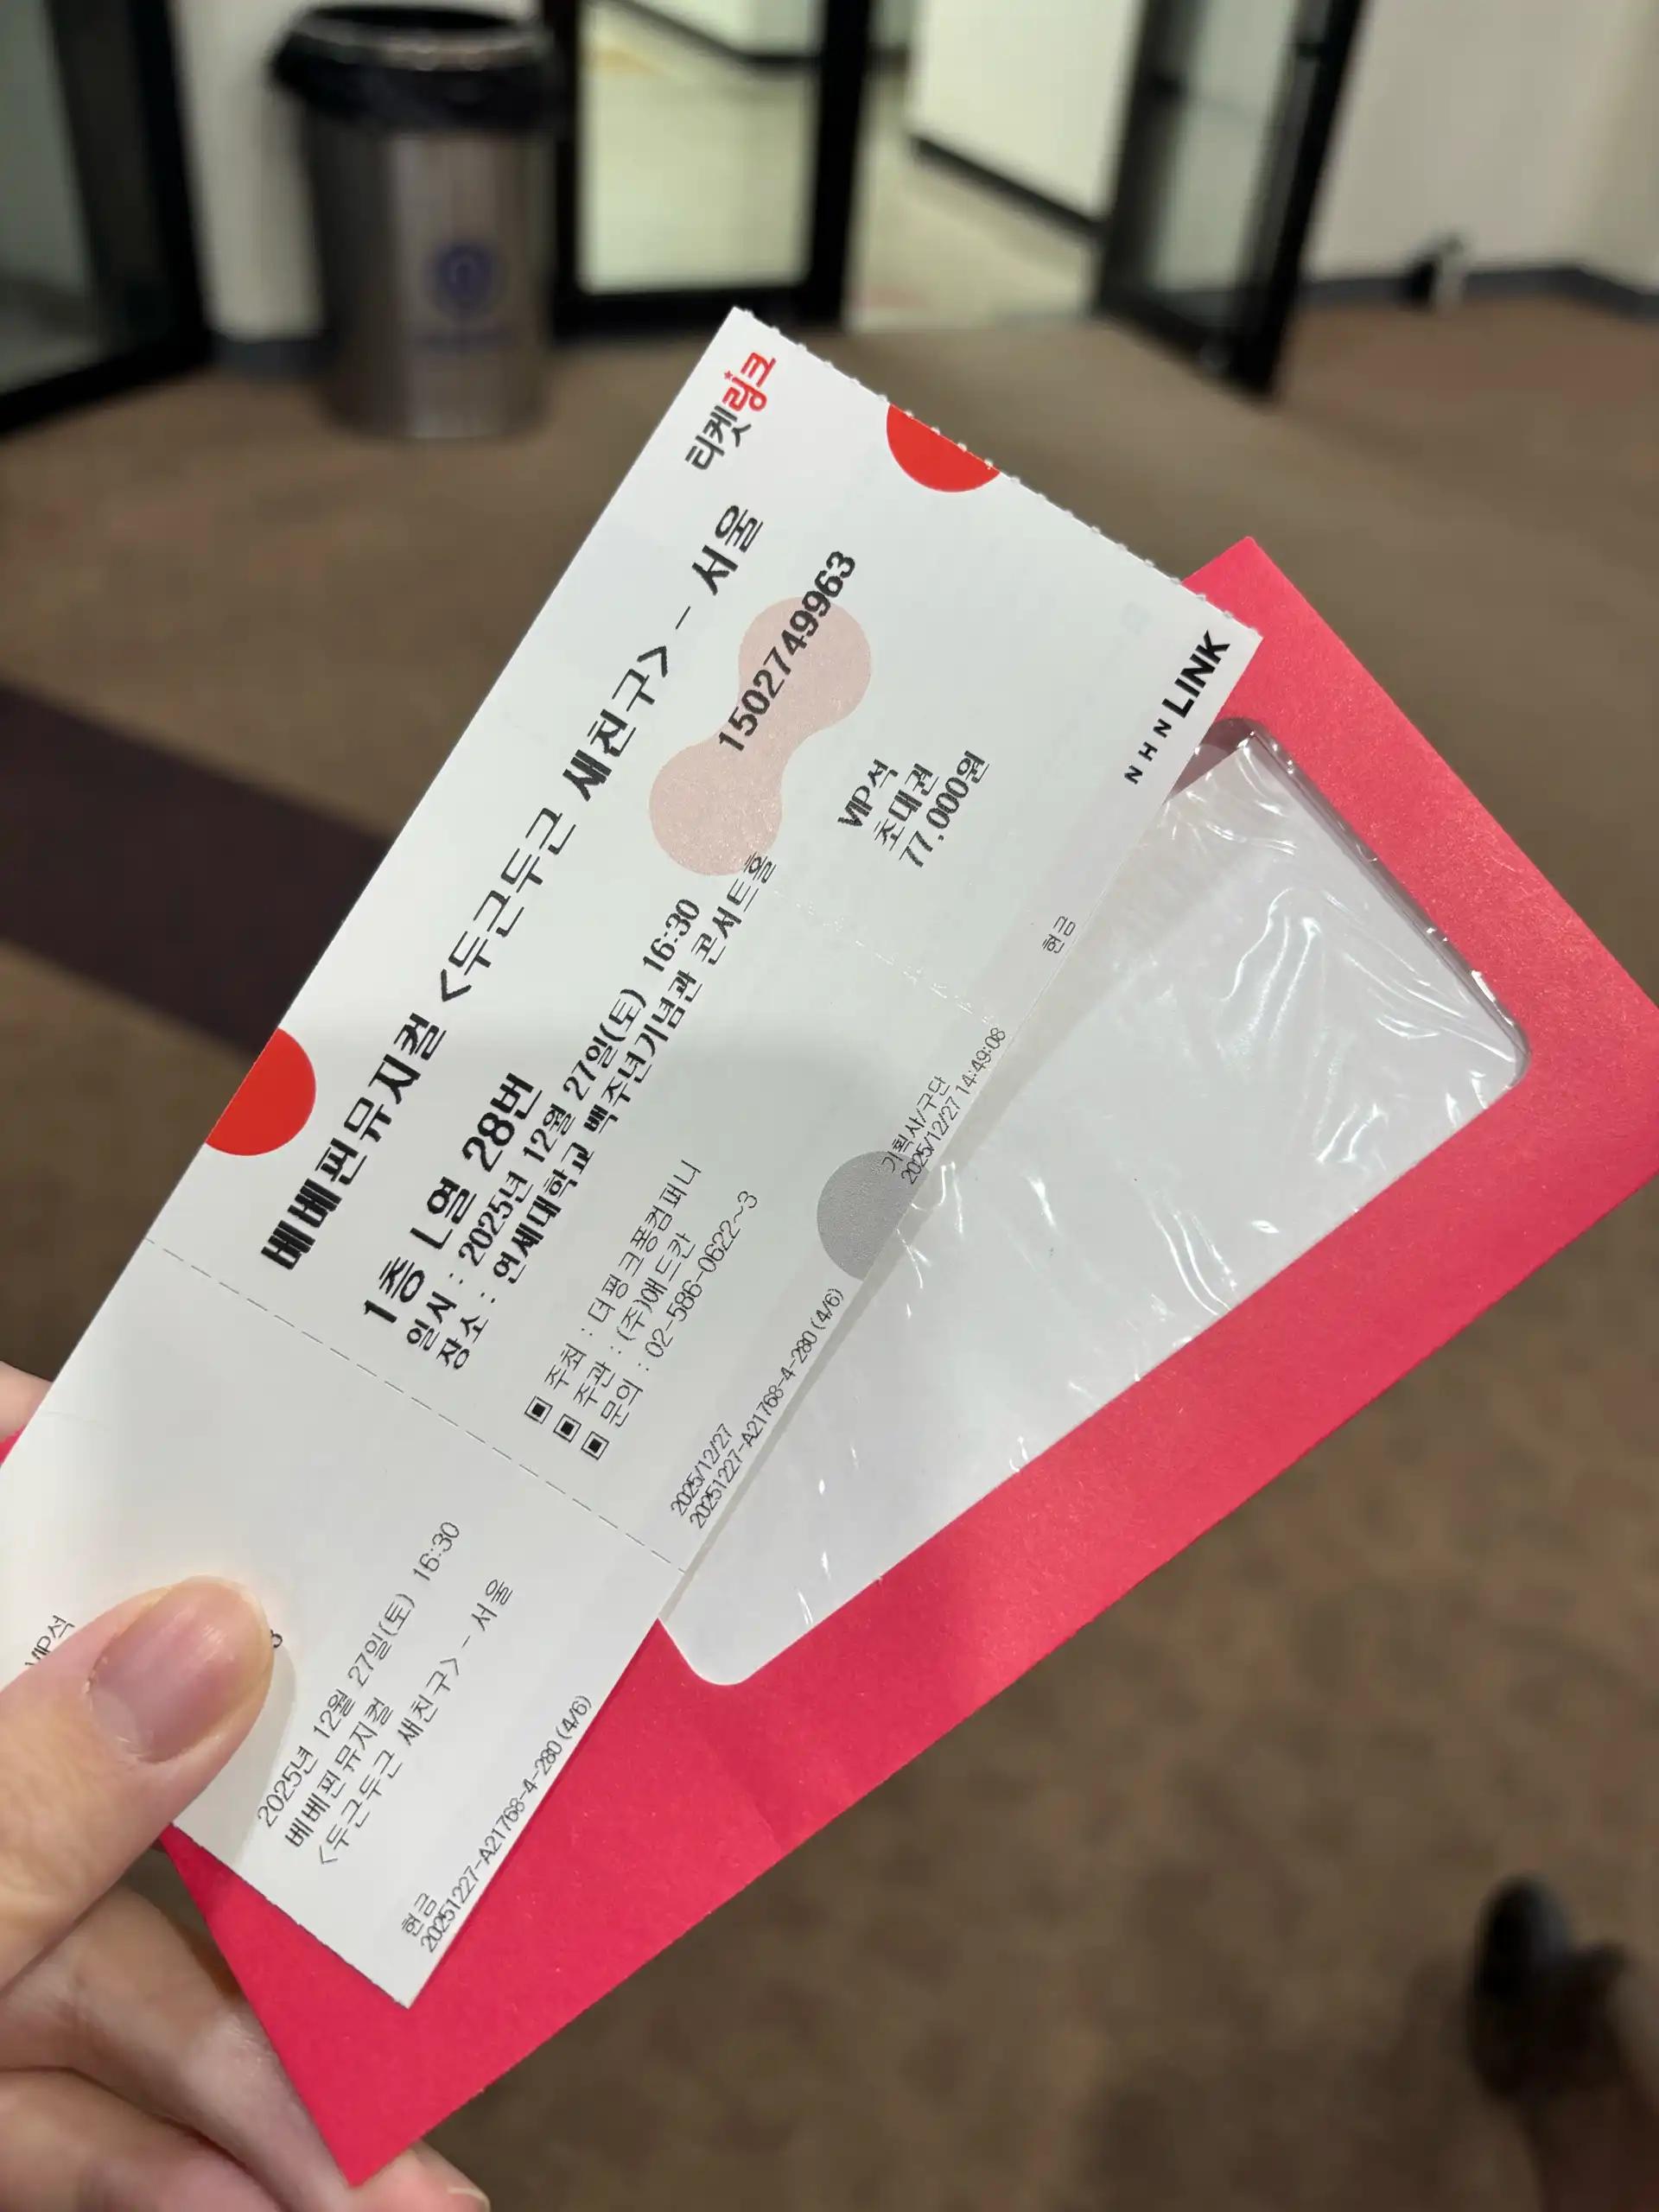 티켓링크
베베핀뮤지컬 <두근두근 새친구> - 서울
1502749963
1층 L열 28번
일시 : 2025년 12월 27일(토) 16:30
장소 : 연세대학교 백주년기념관 콘서트홀
VIP석
초대권
77,000원
▣ 주최 : 더핑크퐁컴퍼니
▣ 주관 : (주)애드칸
▣ 문의 : 02-586-0622~3
NHN LINK
현금
기획사/구단
2025/12/27 14:49:08
2025/12/27
20251227-A21768-4-280 (4/6)
VIP석
3
2025년 12월 27일(토) 16:30
베베핀뮤지컬
<두근두근 새친구> - 서울
현금
20251227-A21768-4-280 (4/6)